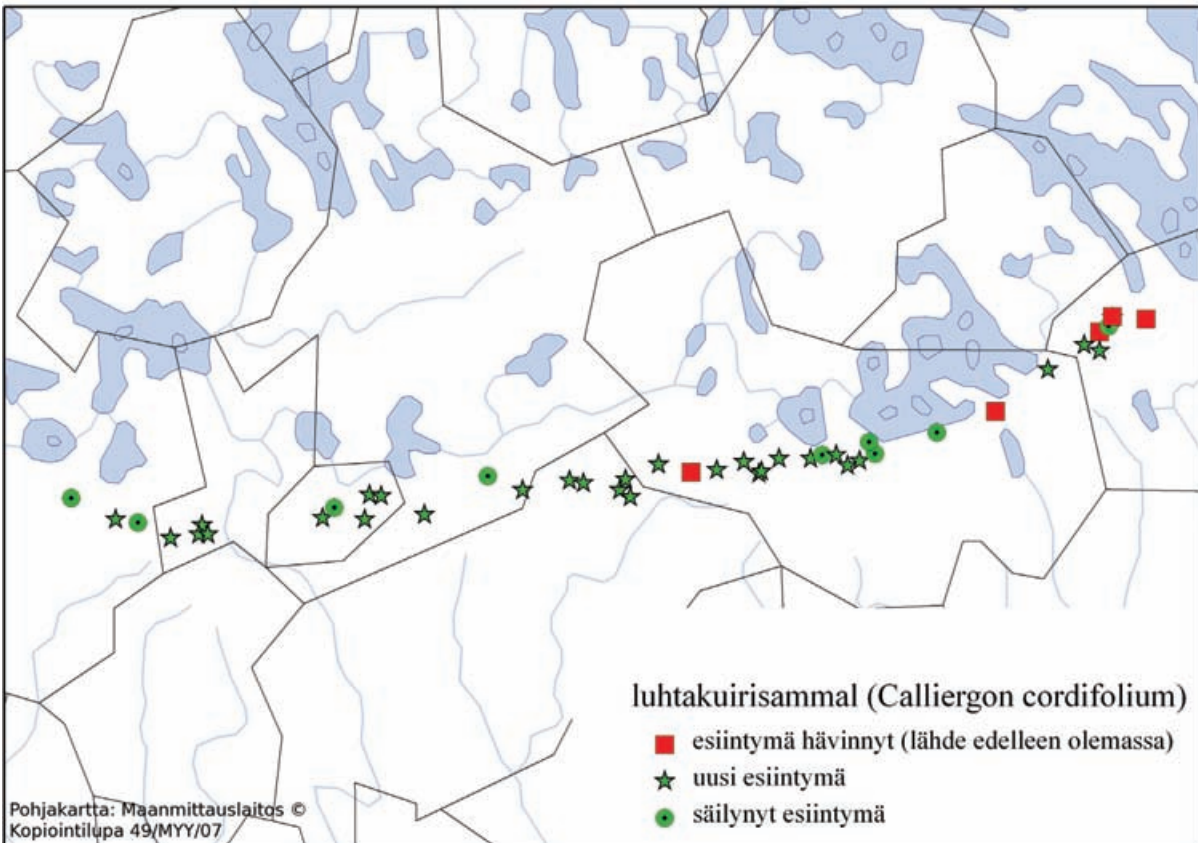 luhtakuirisammal (Calliergon cordifolium)
esiintymä hävinnyt (lähde edelleen olemassa)
uusi esiintymä
säilynyt esiintymä
Pohjakartta: Maanmittauslaitos ©
Kopiointilupa 49/MYY/07